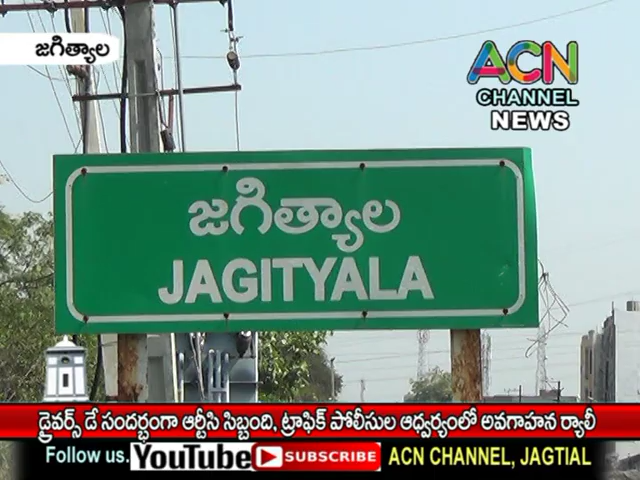 జగిత్యాల
ACN
CHANNEL
NEWS
జగిత్యాల
JAGITYALA
డ్రైవర్స్ డే సందర్భంగా ఆర్టీసి సిబ్బంది, ట్రాఫిక్ పోలీసుల ఆధ్వర్యంలో అవగాహన ర్యాలీ
Follow us. YouTube SUBSCRIBE ACN CHANNEL, JAGTIAL